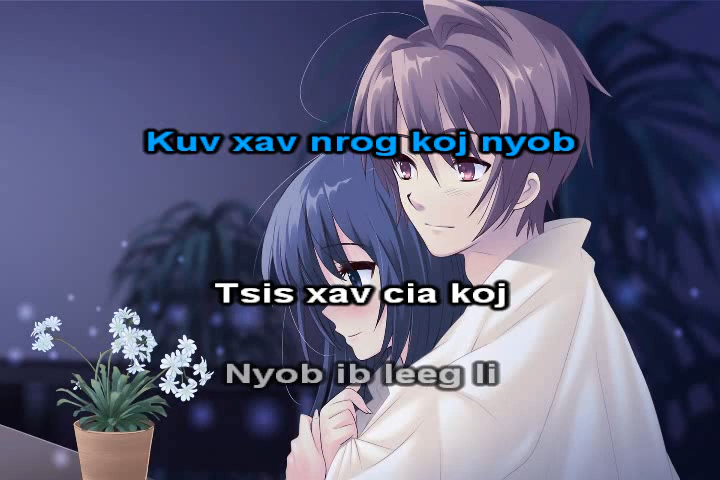 Kuv xav nrog koj nyob
Tsis xav cia koj
Nyob ib leeg li